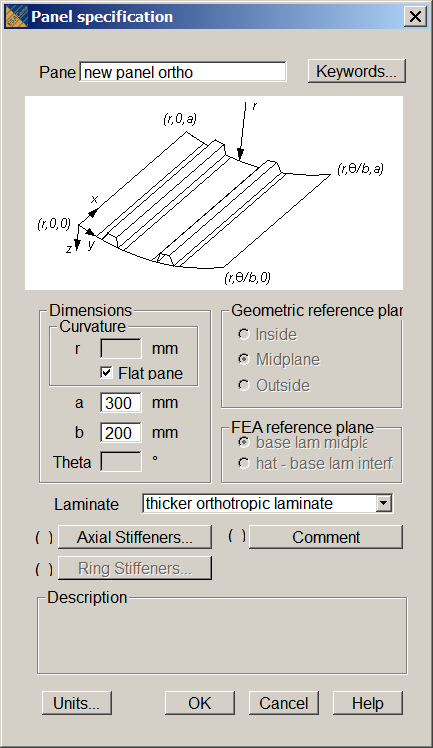 Panel specification
Pane new panel ortho Keywords...
r
(r,0,a)
(r,θ/b,a)
x
(r,0,0)
y
z
(r,θ/b,0)
Dimensions
Curvature
r mm
Flat pane
a 300 mm
b 200 mm
Theta °
Geometric reference plan
Inside
Midplane
Outside
FEA reference plane
base lam midpla
hat - base lam interf
Laminate thicker orthotropic laminate
( ) Axial Stiffeners... ( ) Comment
( ) Ring Stiffeners...
Description
Units... OK Cancel Help